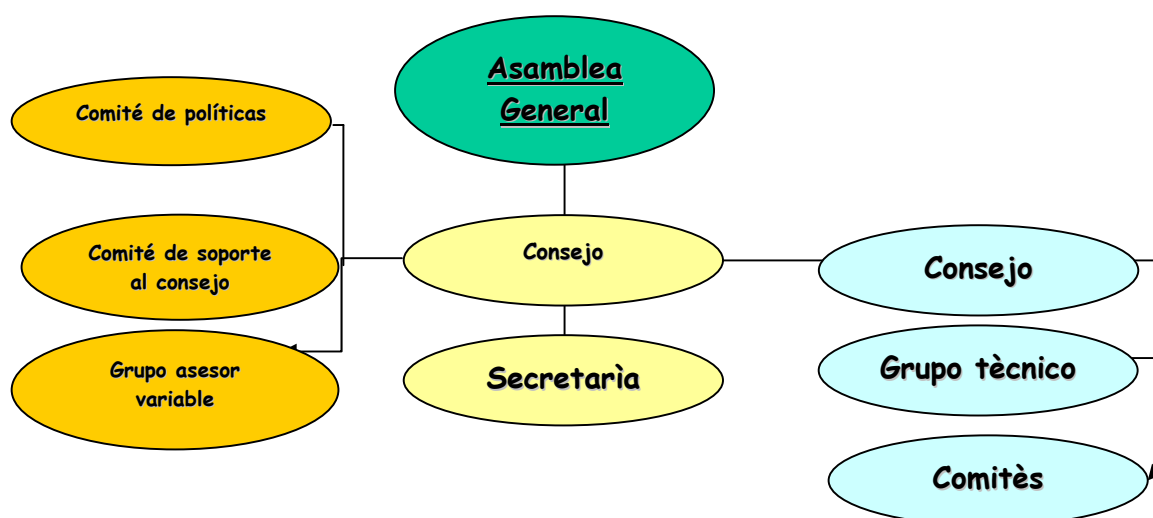 Asamblea
General
Comité de políticas
Comité de soporte
al consejo
Grupo asesor
variable
Consejo
Secretarìa
Consejo
Grupo tècnico
Comitès